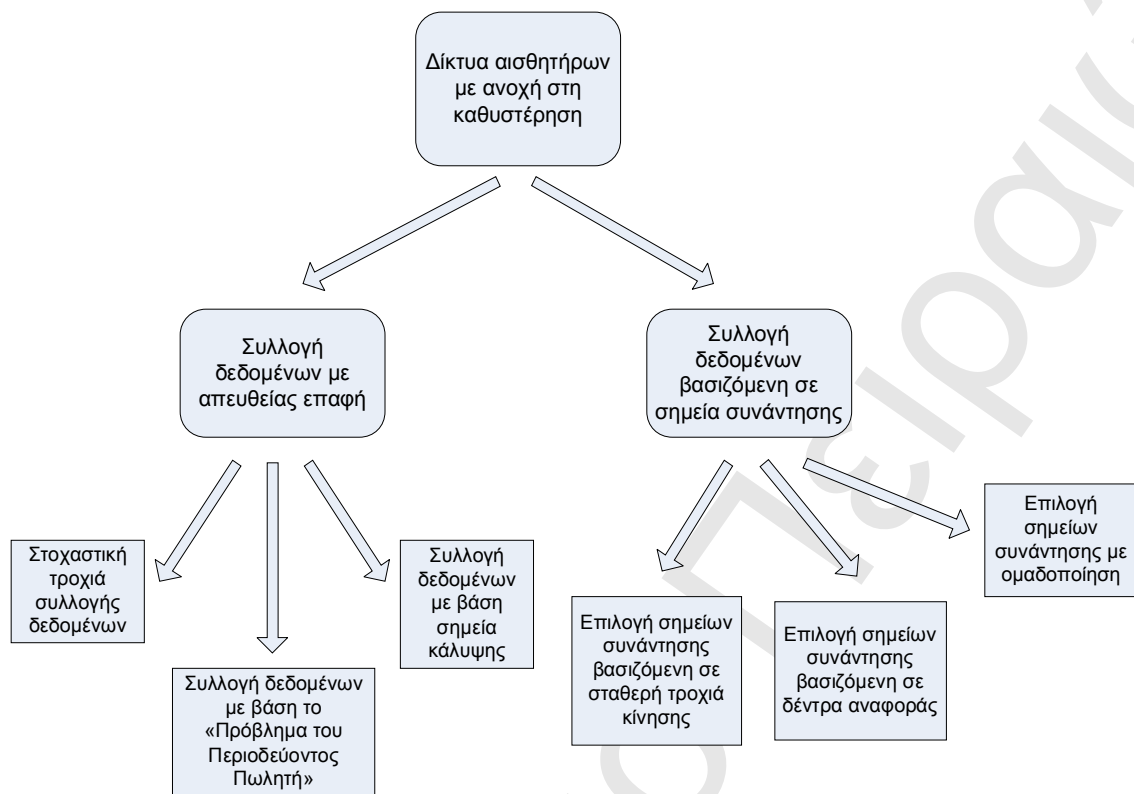 Δίκτυα αισθητήρων
με ανοχή στη
καθυστέρηση
Συλλογή
δεδομένων με
απευθείας επαφή
Συλλογή
δεδομένων
βασιζόμενη σε
σημεία συνάντησης
Στοχαστική
τροχιά
συλλογής
δεδομένων
Συλλογή δεδομένων
με βάση το
«Πρόβλημα του
Περιοδεύοντος
Πωλητή»
Συλλογή
δεδομένων
με βάση
σημεία
κάλυψης
Επιλογή σημείων
συνάντησης
βασιζόμενη σε
σταθερή τροχιά
κίνησης
Επιλογή σημείων
συνάντησης
βασιζόμενη σε
δέντρα αναφοράς
Επιλογή
σημείων
συνάντησης με
ομαδοποίηση